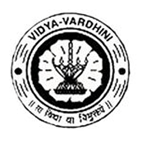 VIDYA-VARDHINI
॥ सा विद्या या विमुक्तये ॥